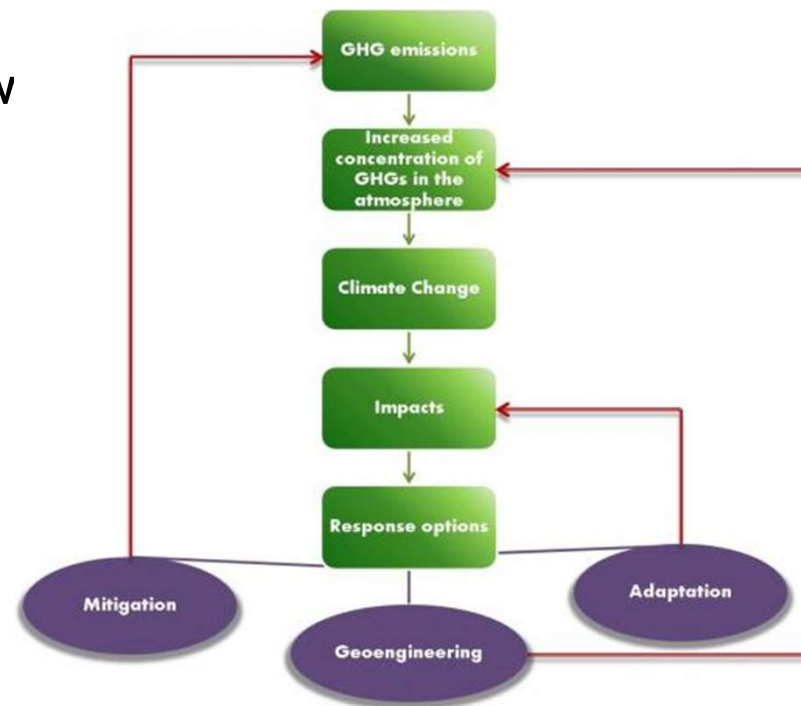 GHG emissions
Increased
concentration of
GHGs in the
atmosphere
Climate Change
Impacts
Response options
Mitigation
Adaptation
Geoengineering